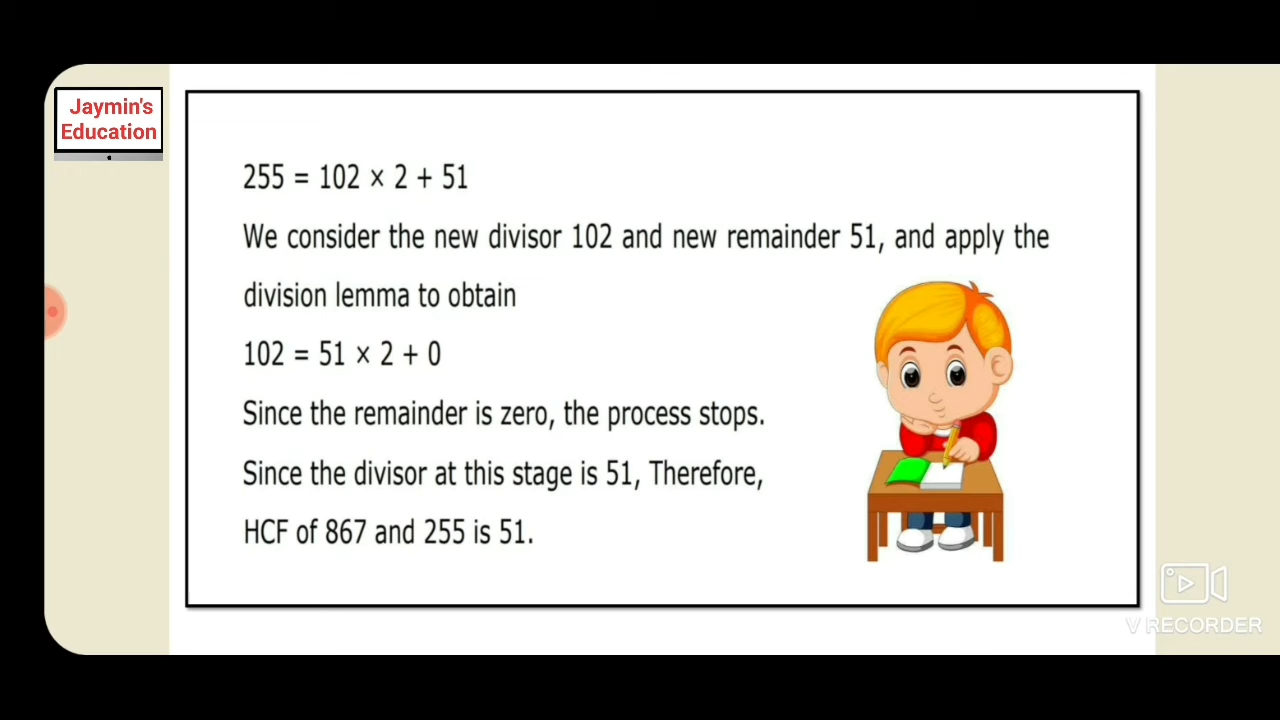 Jaymin's
Education
255 = 102 × 2 + 51
We consider the new divisor 102 and new remainder 51, and apply the
division lemma to obtain
102 = 51 × 2 + 0
Since the remainder is zero, the process stops.
Since the divisor at this stage is 51, Therefore,
HCF of 867 and 255 is 51.
V RECORDER